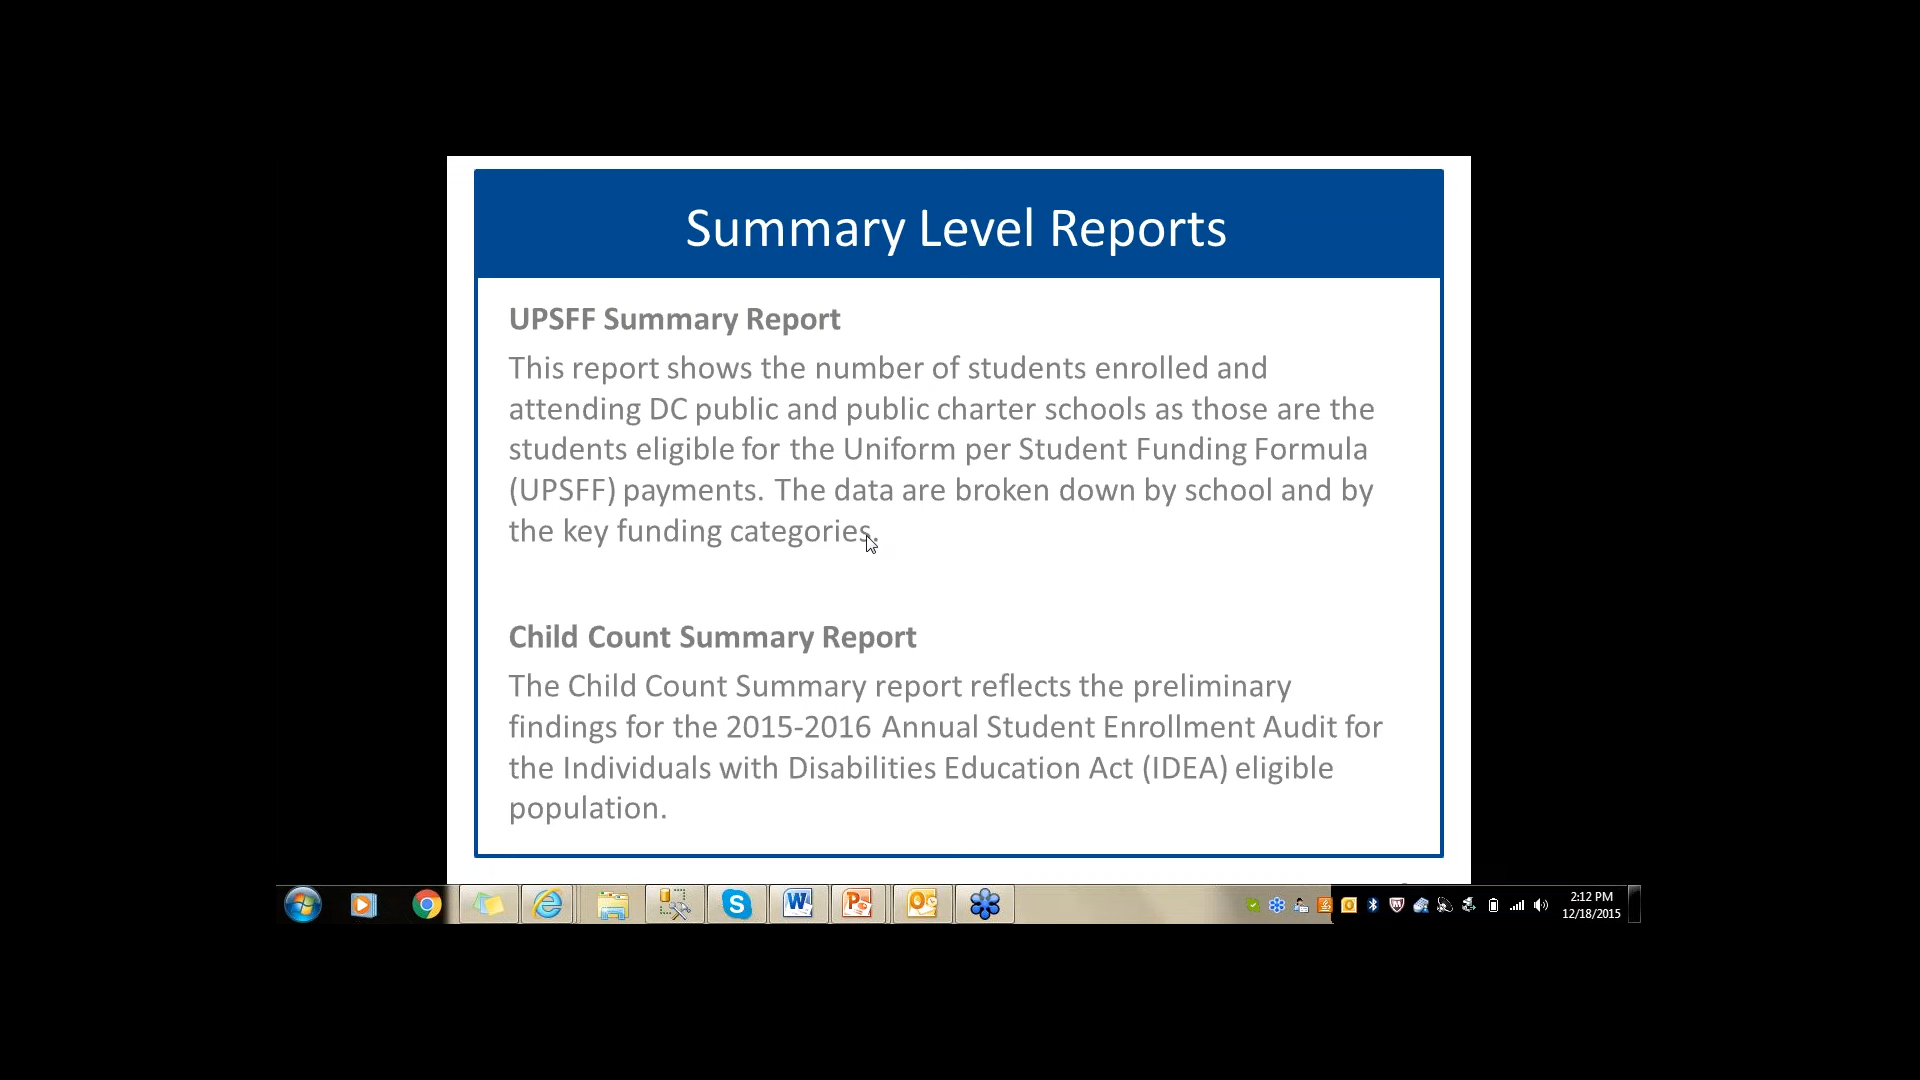 Summary Level Reports
UPSFF Summary Report
This report shows the number of students enrolled and
attending DC public and public charter schools as those are the
students eligible for the Uniform per Student Funding Formula
(UPSFF) payments. The data are broken down by school and by
the key funding categories.
Child Count Summary Report
The Child Count Summary report reflects the preliminary
findings for the 2015-2016 Annual Student Enrollment Audit for
the Individuals with Disabilities Education Act (IDEA) eligible
population.
2:12 PM
12/18/2015